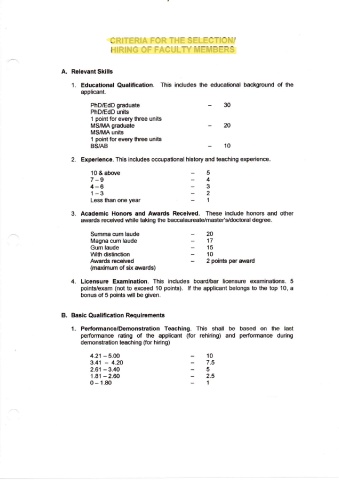 CRITERIA FOR THE SELECTION/
HIRING OF FACULTY MEMBERS
A. Relevant Skills
1. Educational Qualification. This includes the educational background of the
applicant.
PhD/EdD graduate – 30
PhD/EdD units
1 point for every three units
MS/MA graduate – 20
MS/MA units
1 point for every three units
BS/AB – 10
2. Experience. This includes occupational history and teaching experience.
10 & above – 5
7 – 9 – 4
4 – 6 – 3
1 – 3 – 2
Less than one year – 1
3. Academic Honors and Awards Received. These include honors and other
awards received while taking the baccalaureate/master's/doctoral degree.
Summa cum laude – 20
Magna cum laude – 17
Cum laude – 15
With distinction – 10
Awards received – 2 points per award
(maximum of six awards)
4. Licensure Examination. This includes board/bar licensure examinations. 5
points/exam (not to exceed 10 points). If the applicant belongs to the top 10, a
bonus of 5 points will be given.
B. Basic Qualification Requirements
1. Performance/Demonstration Teaching. This shall be based on the last
performance rating of the applicant (for rehiring) and performance during
demonstration teaching (for hiring)
4.21 – 5.00 – 10
3.41 – 4.20 – 7.5
2.61 – 3.40 – 5
1.81 – 2.60 – 2.5
0 – 1.80 – 1